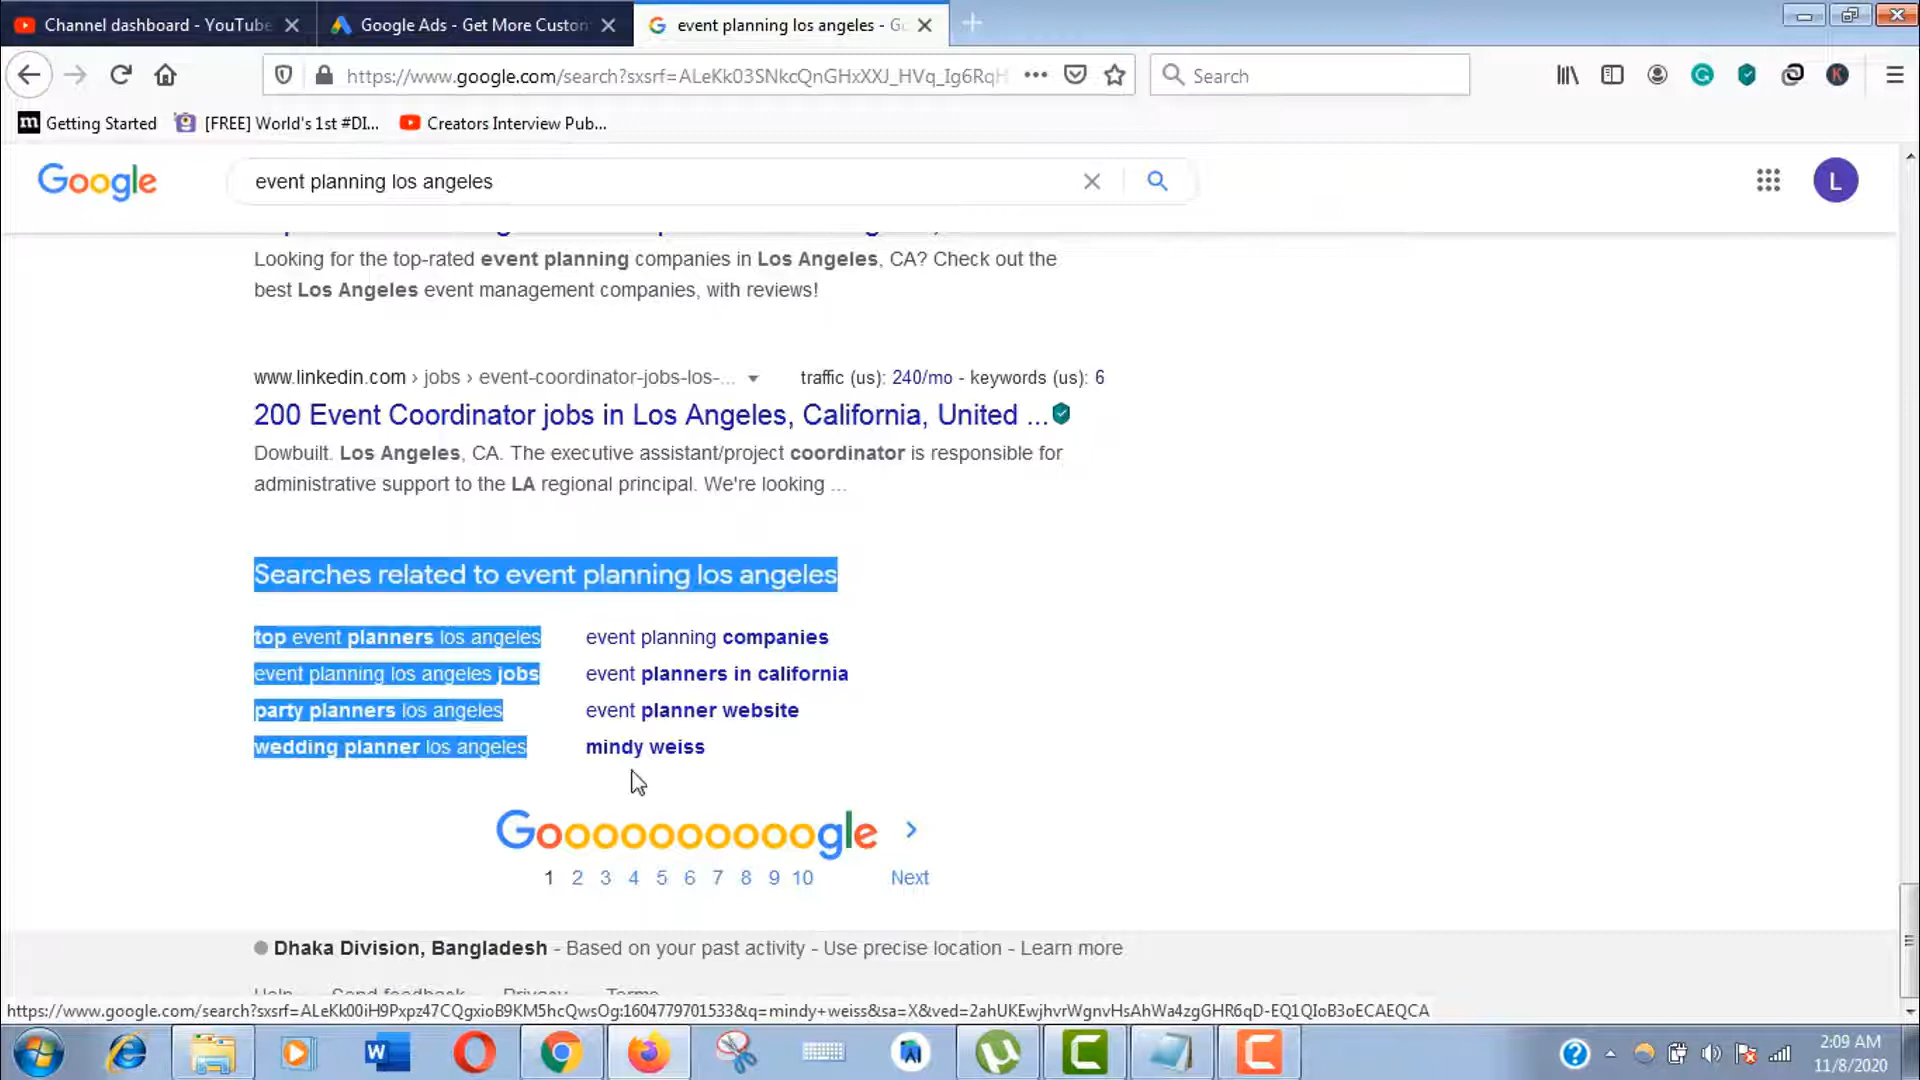 Channel dashboard - YouTube
Google Ads - Get More Custom
event planning los angeles - G
https://www.google.com/search?sxsrf=ALeKk03SNkcQnGHxXXJ_HVq_Ig6RqH
Search
K
Getting Started
[FREE] World's 1st #DI...
Creators Interview Pub...
Google
event planning los angeles
L
Looking for the top-rated event planning companies in Los Angeles, CA? Check out the
best Los Angeles event management companies, with reviews!
www.linkedin.com › jobs › event-coordinator-jobs-los-...
traffic (us): 240/mo - keywords (us): 6
200 Event Coordinator jobs in Los Angeles, California, United ...
Dowbuilt. Los Angeles, CA. The executive assistant/project coordinator is responsible for
administrative support to the LA regional principal. We're looking ...
Searches related to event planning los angeles
top event planners los angeles
event planning companies
event planning los angeles jobs
event planners in california
party planners los angeles
event planner website
wedding planner los angeles
mindy weiss
Goooooooooogle
1 2 3 4 5 6 7 8 9 10 Next
Dhaka Division, Bangladesh - Based on your past activity - Use precise location - Learn more
Help Send feedback Privacy Terms
https://www.google.com/search?sxsrf=ALeKk00iH9Pxpz47CQgxioB9KM5hcQwsOg:1604779701533&q=mindy+weiss&sa=X&ved=2ahUKEwjhvrWgnvHsAhWa4zgGHR6qD-EQ1QIoB3oECAEQCA
2:09 AM
11/8/2020